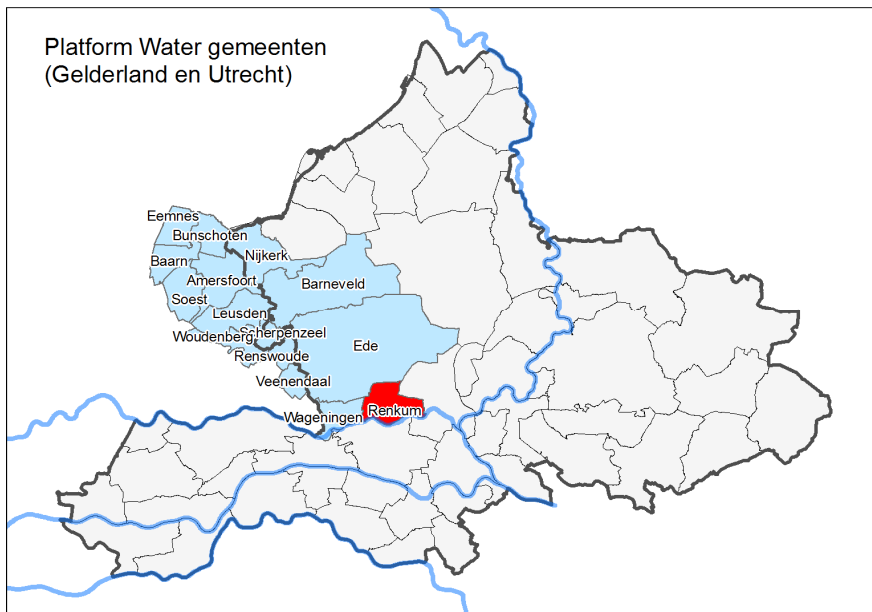 Platform Water gemeenten
(Gelderland en Utrecht)
Eemnes
Bunschoten
Baarn
Nijkerk
Amersfoort
Barneveld
Soest
Leusden
Woudenberg
Scherpenzeel
Ede
Renswoude
Veenendaal
Wageningen
Renkum